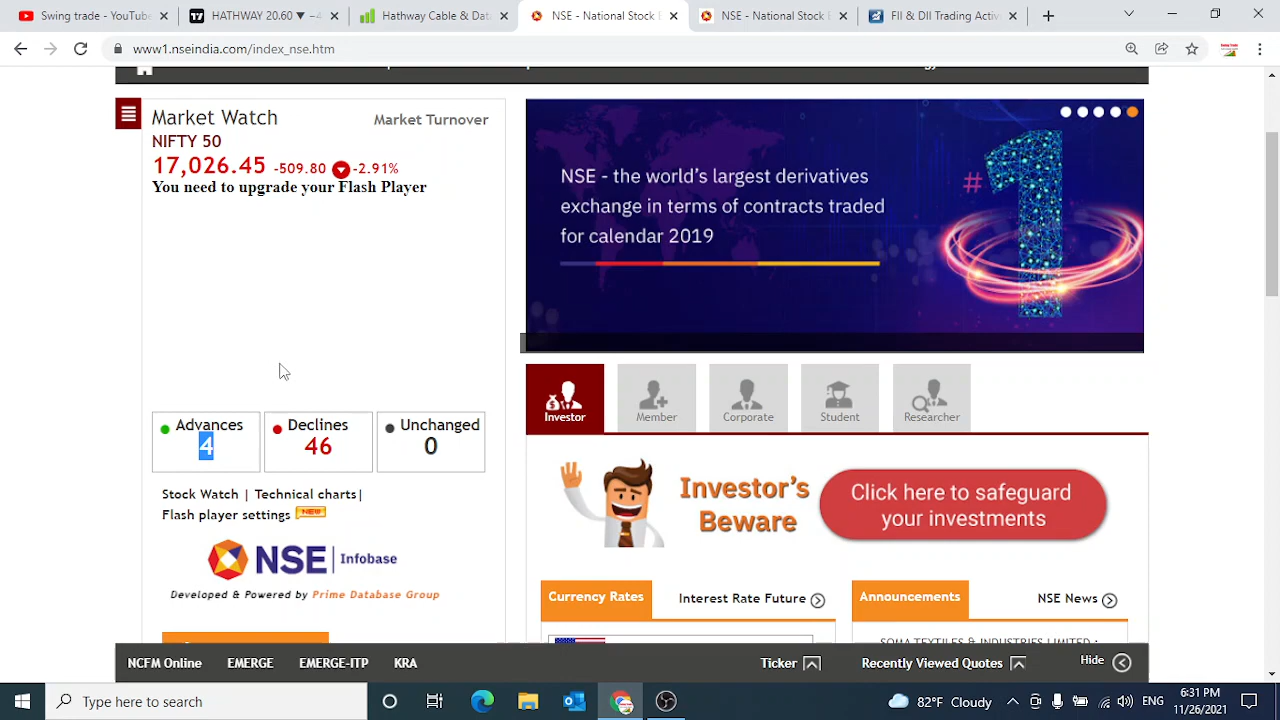 Swing trade - YouTube
HATHWAY 20.60 ▼ −4
Hathway Cable & Dat
NSE - National Stock E
NSE - National Stock E
FII & DII Trading Activ
www1.nseindia.com/index_nse.htm
Market Watch
Market Turnover
NIFTY 50
17,026.45 -509.80 -2.91%
You need to upgrade your Flash Player
NSE - the world's largest derivatives
exchange in terms of contracts traded
for calendar 2019
#1
Investor
Member
Corporate
Student
Researcher
Advances
4
Declines
46
Unchanged
0
Stock Watch | Technical charts|
Flash player settings NEW
NSE | Infobase
Developed & Powered by Prime Database Group
Investor's
Beware
Click here to safeguard
your investments
Currency Rates
Interest Rate Future
Announcements
NSE News
SOMA TEXTILES & INDUSTRIES LIMITED :
NCFM Online
EMERGE
EMERGE-ITP
KRA
Ticker
Recently Viewed Quotes
Hide
Type here to search
82°F Cloudy
ENG
6:31 PM
11/26/2021